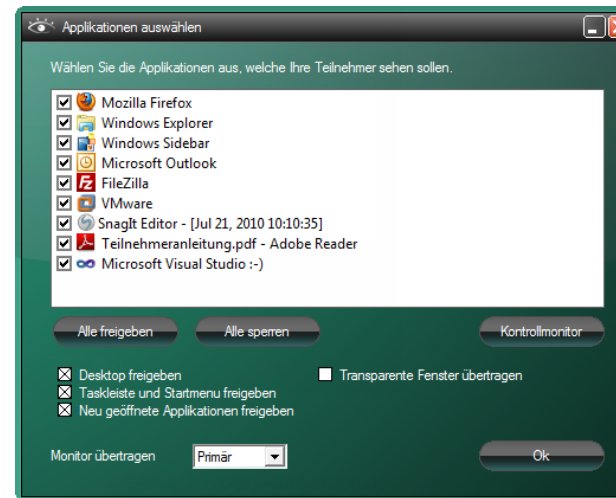 Applikationen auswählen
Wählen Sie die Applikationen aus, welche Ihre Teilnehmer sehen sollen.
Mozilla Firefox
Windows Explorer
Windows Sidebar
Microsoft Outlook
FileZilla
VMware
SnagIt Editor - [Jul 21, 2010 10:10:35]
Teilnehmeranleitung.pdf - Adobe Reader
Microsoft Visual Studio :-)
Alle freigeben Alle sperren Kontrollmonitor
Desktop freigeben Transparente Fenster übertragen
Taskleiste und Startmenu freigeben
Neu geöffnete Applikationen freigeben
Monitor übertragen Primär Ok